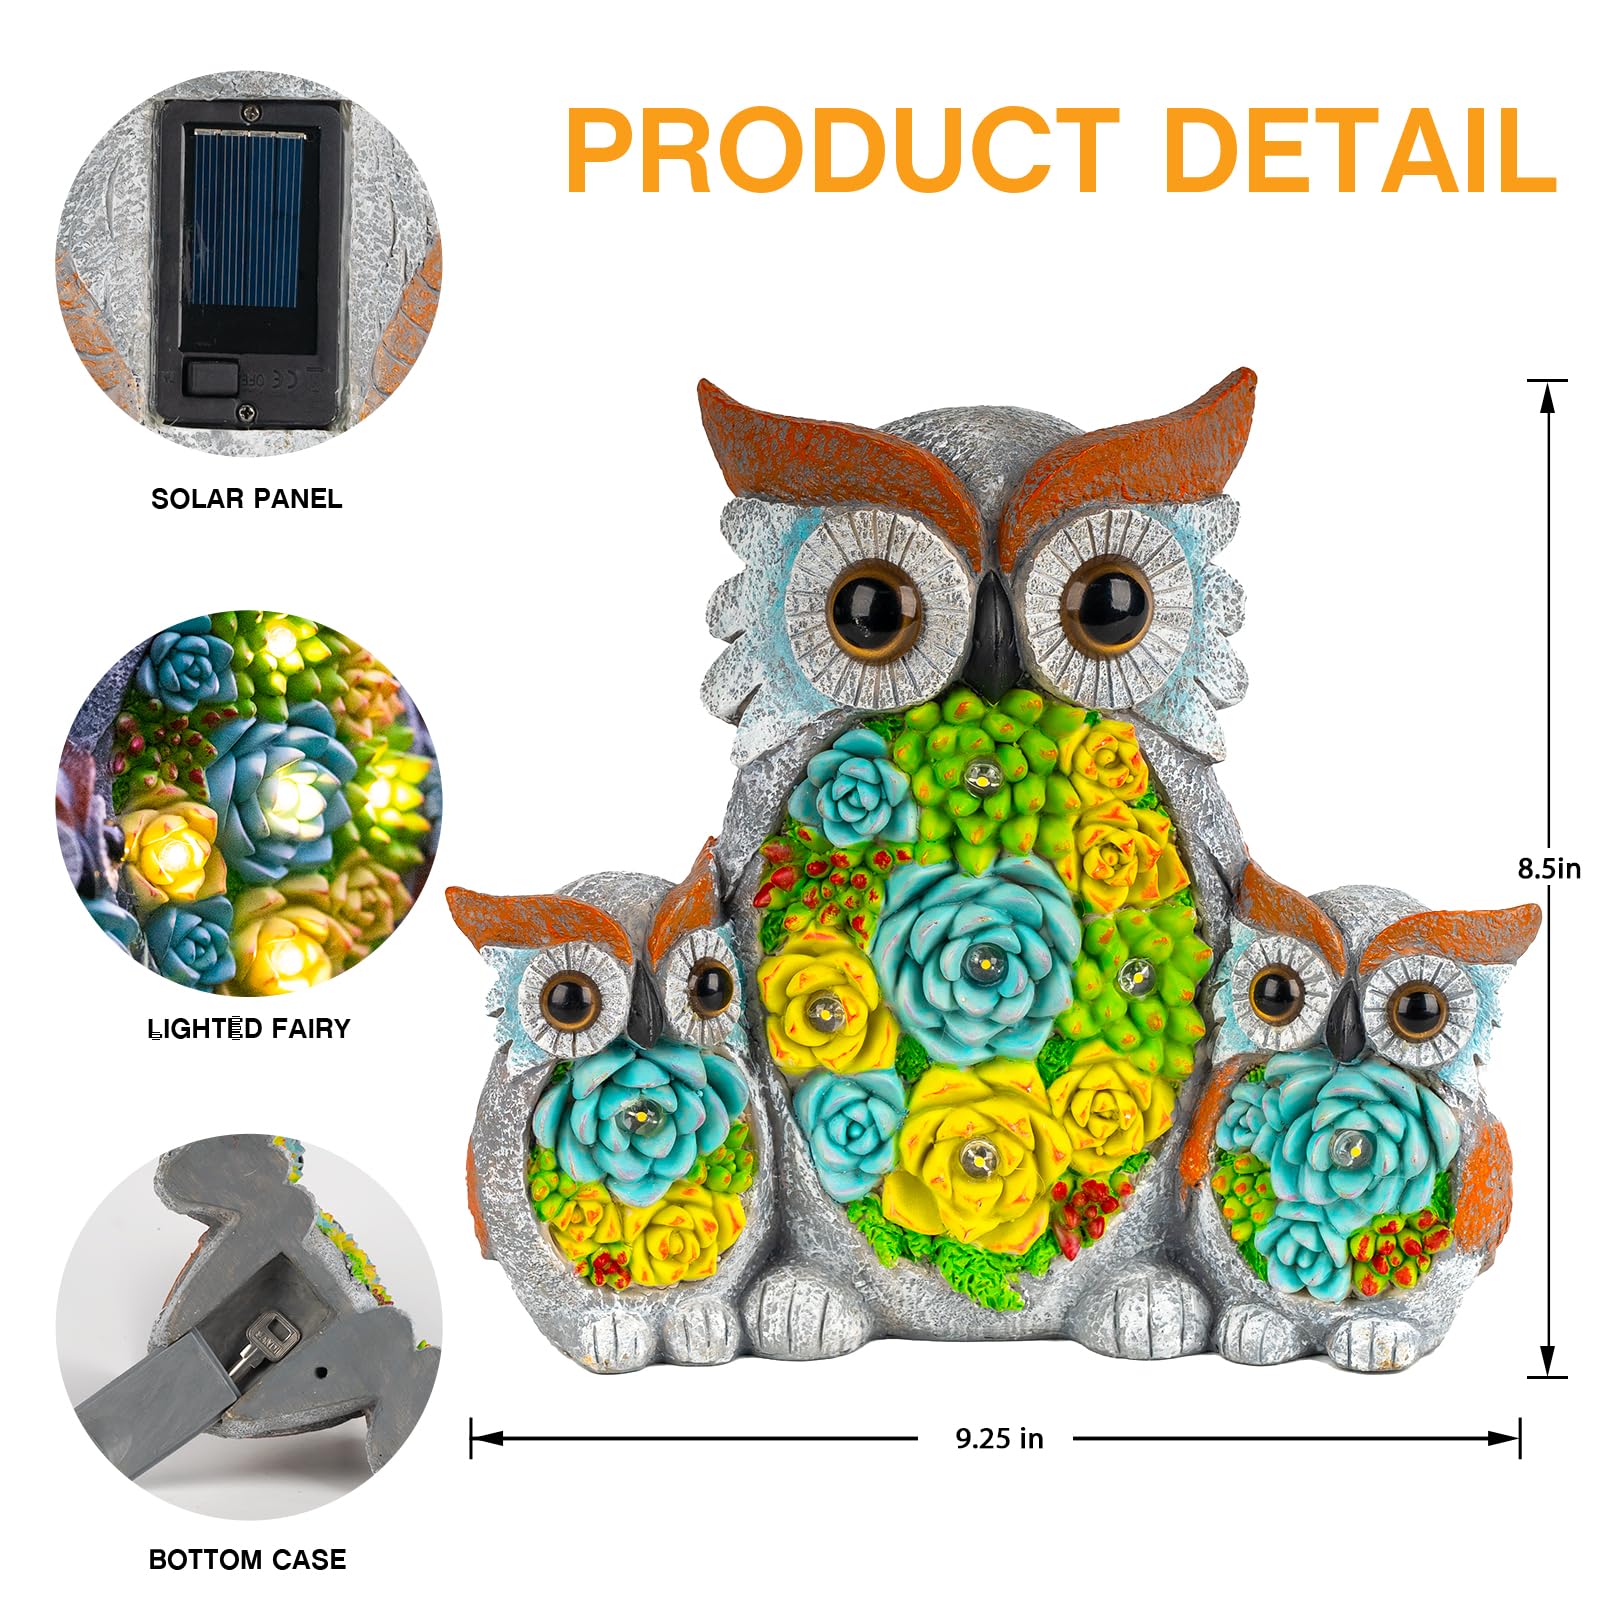 PRODUCT DETAIL
SOLAR PANEL
LIGHTED FAIRY
BOTTOM CASE
8.5in
9.25 in